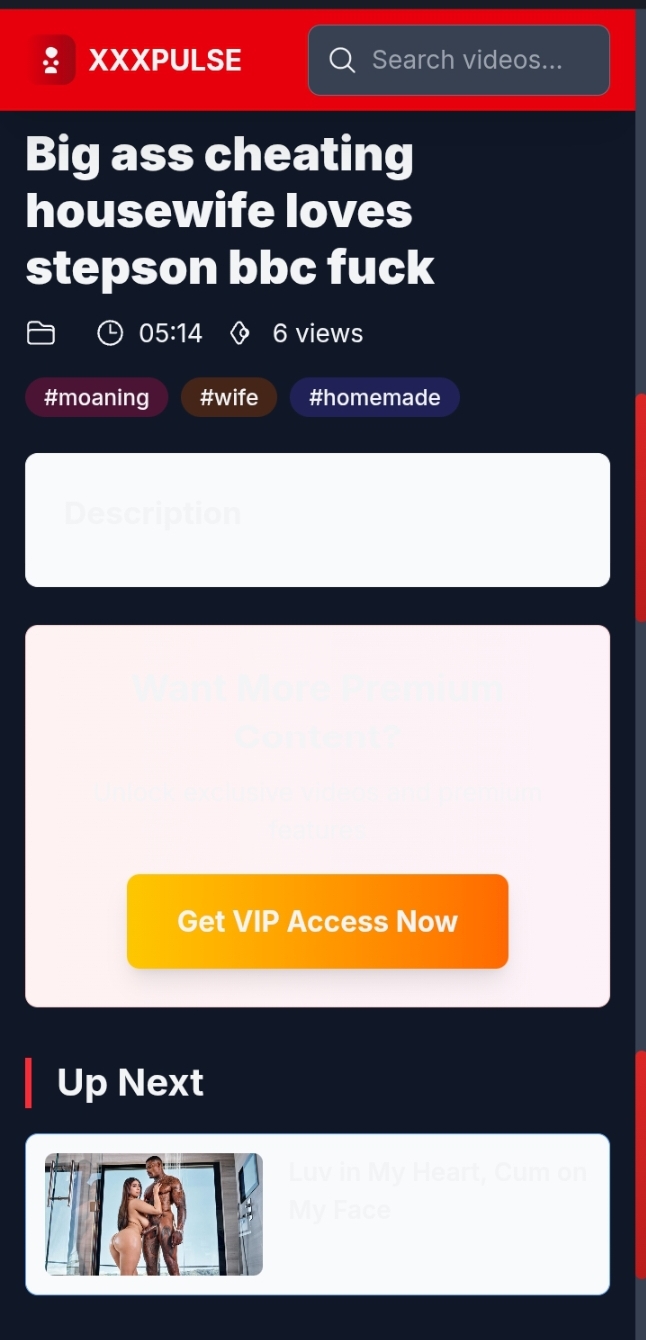 XXXPULSE
Search videos...
Big ass cheating
housewife loves
stepson bbc fuck
05:14
6 views
#moaning
#wife
#homemade
Description
Want More Premium
Content?
Unlock exclusive videos and premium
features
Get VIP Access Now
Up Next
Luv in My Heart, Cum on
My Face